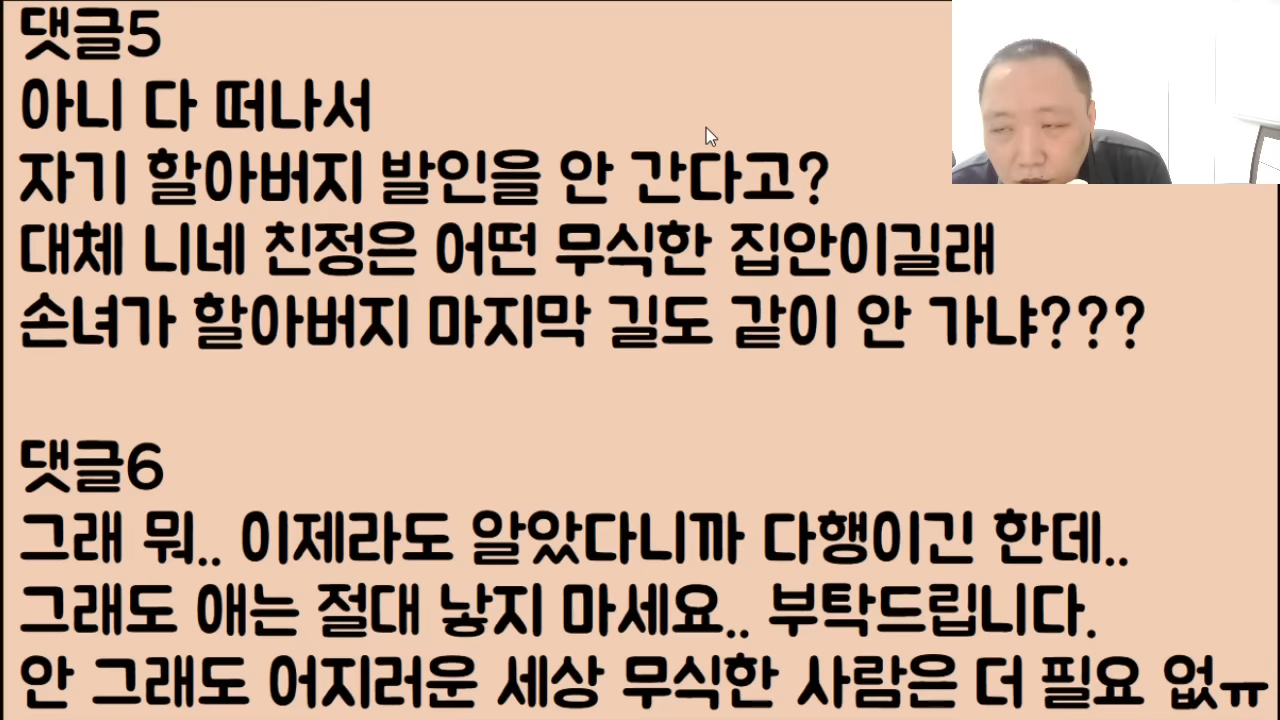 댓글5
아니 다 떠나서
자기 할아버지 발인을 안 간다고?
대체 니네 친정은 어떤 무식한 집안이길래
손녀가 할아버지 마지막 길도 같이 안 가냐???
댓글6
그래 뭐.. 이제라도 알았다니까 다행이긴 한데..
그래도 애는 절대 낳지 마세요.. 부탁드립니다.
안 그래도 어지러운 세상 무식한 사람은 더 필요 없ㅠ